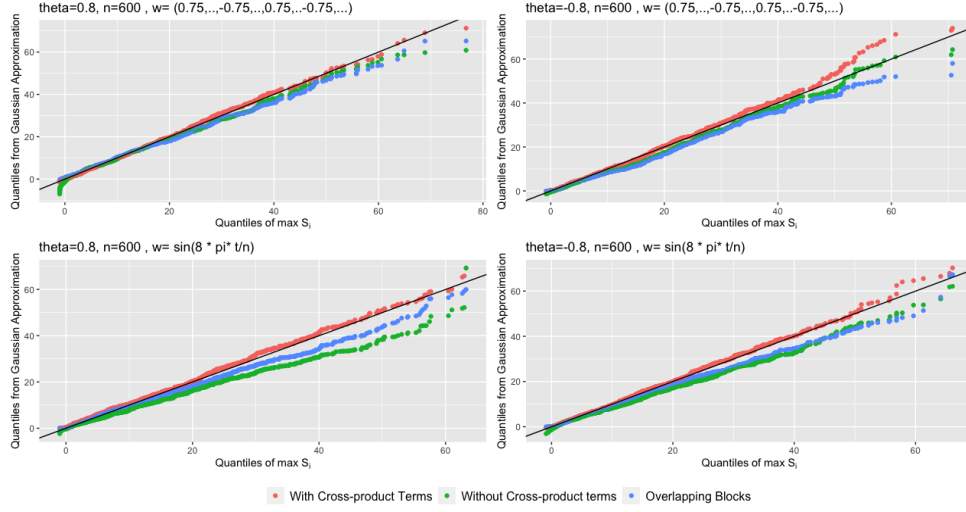 theta=0.8, n=600 , w= (0.75,..,-0.75,..,0.75,..-0.75,...)
Quantiles from Gaussian Approximation
60
40
20
0
0 20 40 60 80
Quantiles of max Si
theta=-0.8, n=600 , w= (0.75,..,-0.75,..,0.75,..-0.75,...)
Quantiles from Gaussian Approximation
60
40
20
0
0 20 40 60
Quantiles of max Si
theta=0.8, n=600 , w= sin(8 * pi* t/n)
Quantiles from Gaussian Approximation
60
40
20
0
0 20 40 60
Quantiles of max Si
theta=-0.8, n=600 , w= sin(8 * pi* t/n)
Quantiles from Gaussian Approximation
60
40
20
0
0 20 40 60
Quantiles of max Si
With Cross-product Terms Without Cross-product terms Overlapping Blocks